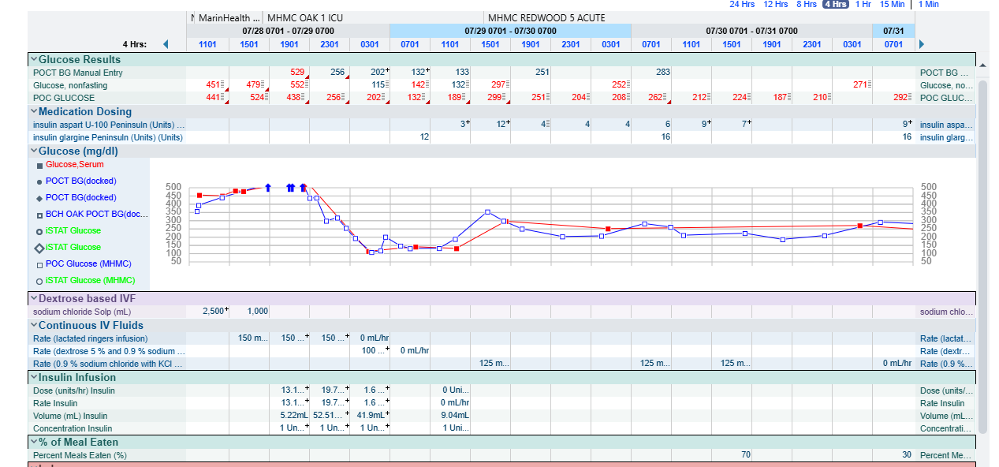 24 Hrs 12 Hrs 8 Hrs 4 Hrs 1 Hr 15 Min 1 Min
MarinHealth ... MHMC OAK 1 ICU MHMC REDWOOD 5 ACUTE
07/28 0701 - 07/29 0700 07/29 0701 - 07/30 0700 07/30 0701 - 07/31 0700 07/31
4 Hrs: 1101 1501 1901 2301 0301 0701 1101 1501 1901 2301 0301 0701 1101 1501 1901 2301 0301 0701
Glucose Results
POCT BG Manual Entry 529 256 202+ 132+ 133 251 283 POCT BG ...
Glucose, nonfasting 451 479 552 115 142 132 297 252 271 Glucose, no...
POC GLUCOSE 441 524 438 256 202 132 189 299 251 204 208 262 212 224 187 210 292 POC GLUC...
Medication Dosing
insulin aspart U-100 Peninsuln (Units) ... 3+ 12+ 4 4 4 6 9+ 7+ 9+ insulin aspa...
insulin glargine Peninsuln (Units) (Units) 12 16 16 insulin glarg...
Glucose (mg/dl)
Glucose,Serum
POCT BG(docked)
POCT BG(docked)
BCH OAK POCT BG(doc...
iSTAT Glucose
iSTAT Glucose
POC Glucose (MHMC)
iSTAT Glucose (MHMC)
500 500
450 450
400 400
350 350
300 300
250 250
200 200
150 150
100 100
50 50
Dextrose based IVF
sodium chloride Solp (mL) 2,500+ 1,000 sodium chlo...
Continuous IV Fluids
Rate (lactated ringers infusion) 150 m... 150 ...+ 150 ...+ 0 mL/hr Rate (lactat...
Rate (dextrose 5 % and 0.9 % sodium ... 100 ...+ 0 mL/hr Rate (dextr...
Rate (0.9 % sodium chloride with KCl ... 125 m... 125 m... 125 m... 0 mL/hr Rate (0.9 %...
Insulin Infusion
Dose (units/hr) Insulin 13.1...+ 19.7...+ 1.6 ...+ 0 Uni... Dose (units/...
Rate Insulin 13.1...+ 19.7...+ 1.6 ...+ 0 mL/hr Rate Insulin
Volume (mL) Insulin 5.22mL 52.51... + 41.9mL+ 9.04mL Volume (mL...
Concentration Insulin 1 Un...+ 1 Un...+ 1 Un...+ 1 Uni... Concentrati...
% of Meal Eaten
Percent Meals Eaten (%) 70 30 Percent Me...